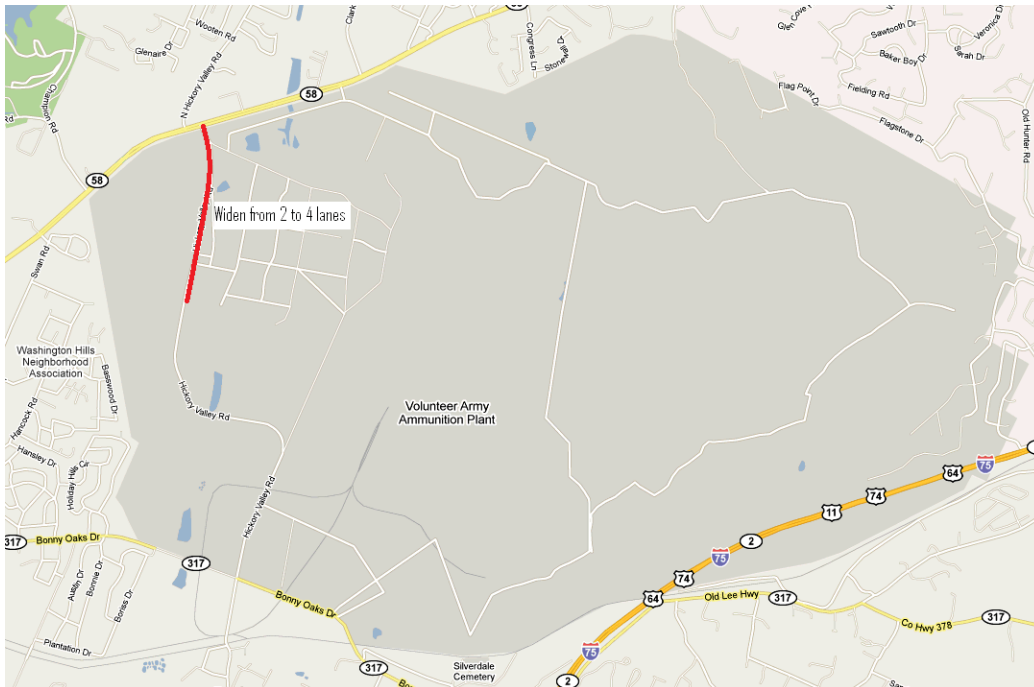 Wooten Rd
Glenaire Dr
Clark
58
Congress Ln
Stonew
Glen Cove
Sawtooth Dr
Veronica Dr
Baker Boy Dr
Sarah Dr
Fielding Rd
Flag Point Dr
Flagstone Dr
Old Hunter Rd
Champion Rd
N Hickory Valley Rd
58
58
Widen from 2 to 4 lanes
Swan Rd
Washington Hills
Neighborhood
Association
Basswood Dr
Hancock Rd
Hensley Dr
Holiday Hills Cir
Hickory Valley Rd
Volunteer Army
Ammunition Plant
Hickory Valley Rd
75
64
74
11
2
75
317
Bonny Oaks Dr
317
Austin Dr
Bonnie Dr
Boriss Dr
Bonny Oaks Dr
74
64
Old Lee Hwy
317
Co Hwy 378
317
Plantation Dr
317
Silverdale
Cemetery
75
2